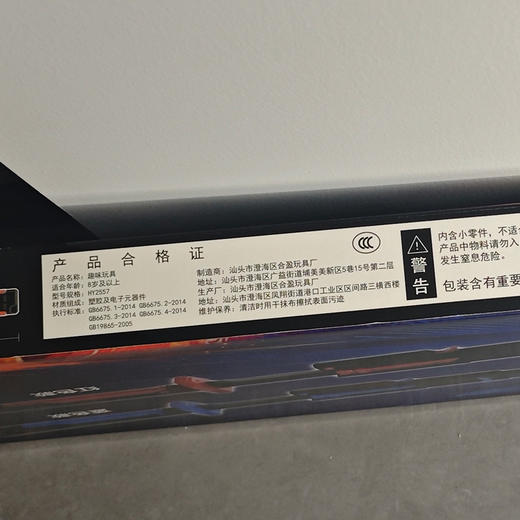 产品合格证
产品名称：趣味玩具
适合年龄：8岁及以上
型号规格：HY2557
材质组成：塑胶及电子元器件
执行标准：GB6675.1-2014 GB6675.2-2014
GB6675.3-2014 GB6675.4-2014
GB19865-2005
制造商：汕头市澄海区合盈玩具厂
地址：汕头市澄海区广益街道埔美美新区5巷15号第二层
生产厂：汕头市澄海区合盈玩具厂
地址：汕头市澄海区凤翔街道港口工业区区间路三横西楼
维护保养：清洁时用干抹布擦拭表面污迹
CCC
警告
内含小零件，不适合
产品中物料请勿入
发生窒息危险。
包装含有重要
红色款
蓝色款